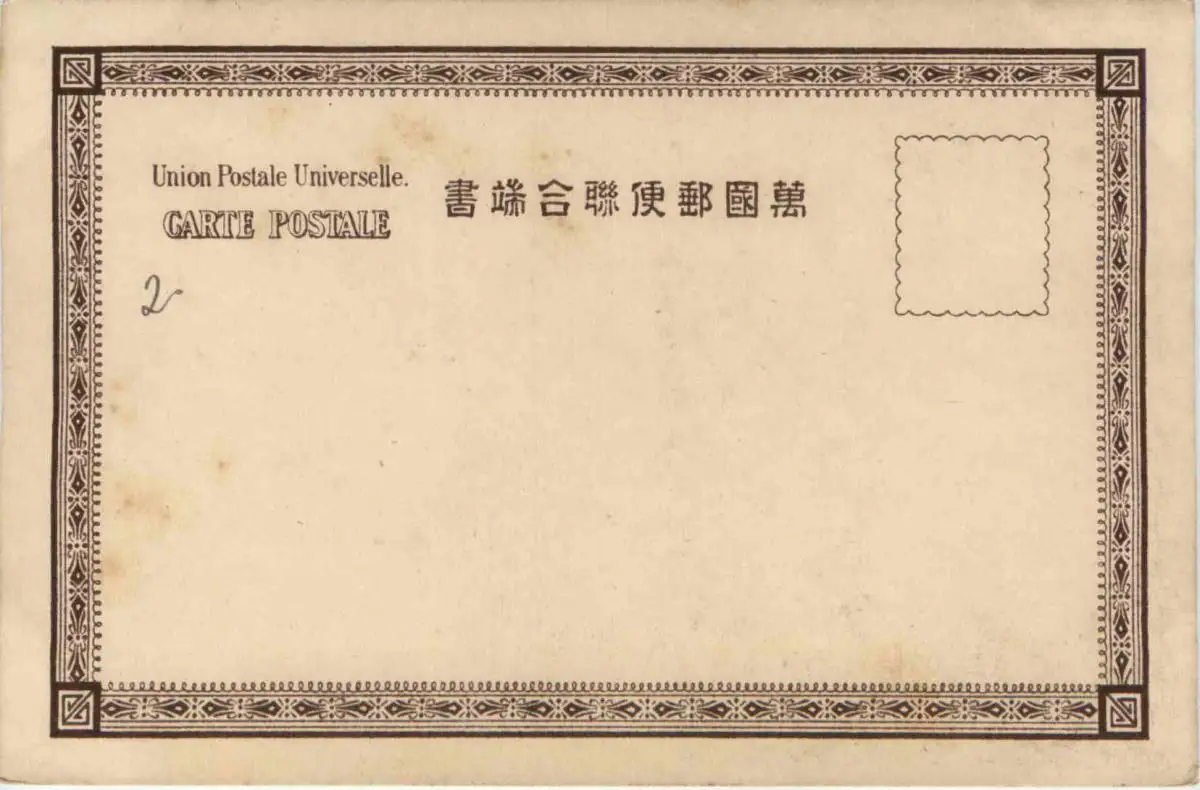 Union Postale Universelle.
CARTE POSTALE
萬國郵便聯合端書
2